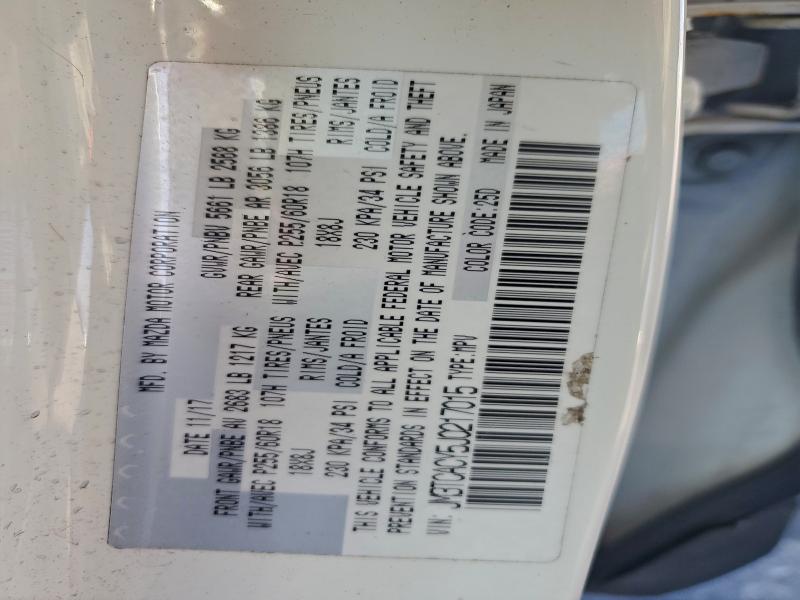 MFD. BY MAZDA MOTOR CORPORATION
DATE 11/17 GVWR/PNBV 5661 LB 2568 KG
FRONT GAWR/PNBE AV 2683 LB 1217 KG REAR GAWR/PNBE AR 3055 LB 1386 KG
WITH/AVEC P255/60R18 107H TIRES/PNEUS WITH/AVEC P255/60R18 107H TIRES/PNEUS
18X8J RIMS/JANTES 18X8J RIMS/JANTES
230 KPA/34 PSI COLD/A FROID 230 KPA/34 PSI COLD/A FROID
THIS VEHICLE CONFORMS TO ALL APPLICABLE FEDERAL MOTOR VEHICLE SAFETY AND THEFT
PREVENTION STANDARDS IN EFFECT ON THE DATE OF MANUFACTURE SHOWN ABOVE.
VIN: JM3TCACY5J0217015 TYPE:MPV COLOR CODE:25D MADE IN JAPAN